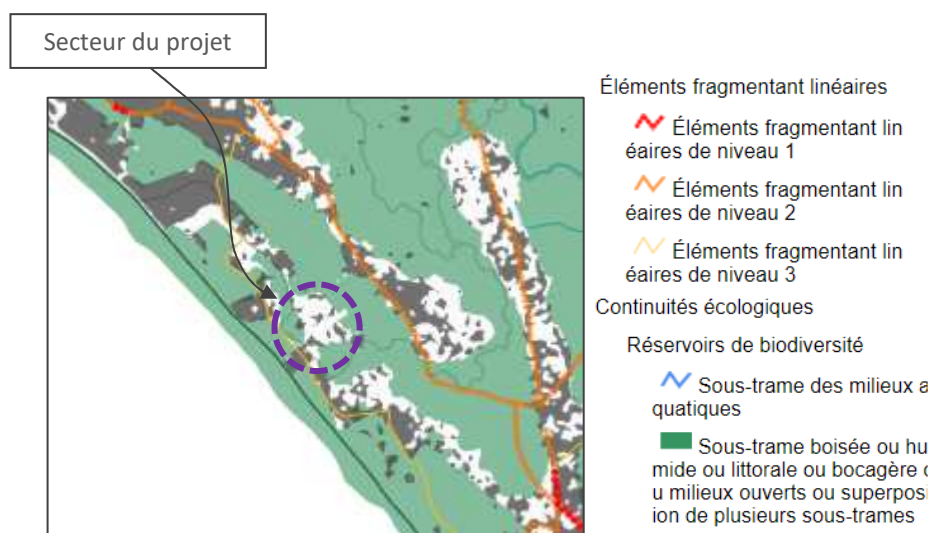 Secteur du projet
Éléments fragmentant linéaires
Éléments fragmentant lin
éaires de niveau 1
Éléments fragmentant lin
éaires de niveau 2
Éléments fragmentant lin
éaires de niveau 3
Continuités écologiques
Réservoirs de biodiversité
Sous-trame des milieux a
quatiques
Sous-trame boisée ou hu
mide ou littorale ou bocagère o
u milieux ouverts ou superposi
ion de plusieurs sous-trames